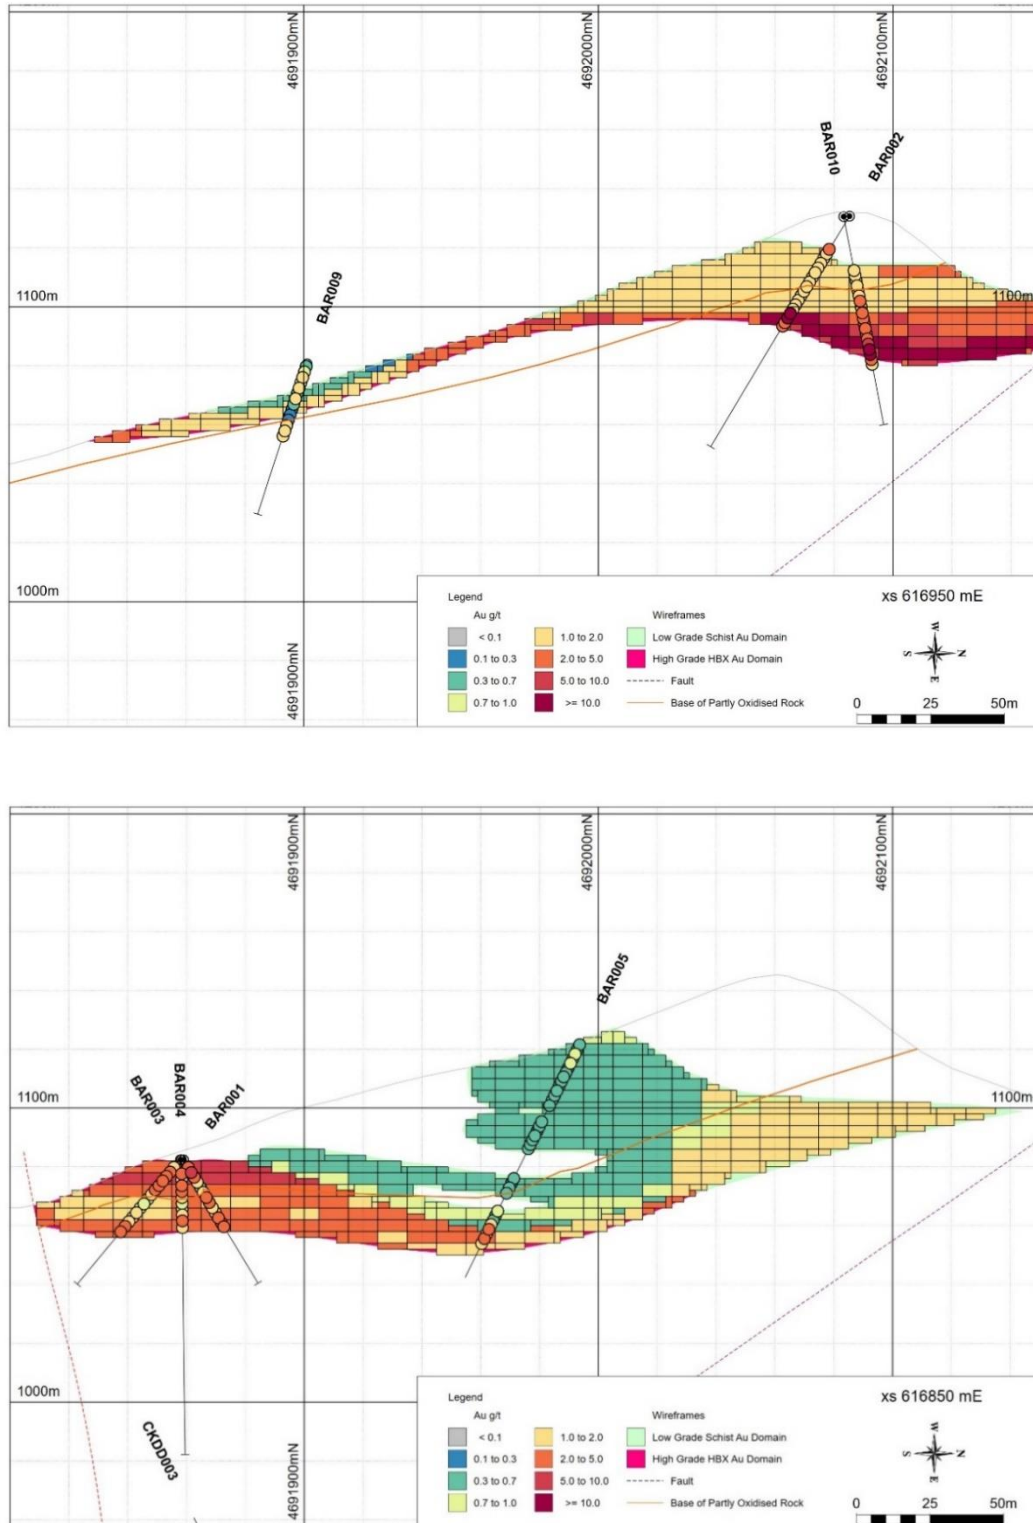 4691900mN
4692000mN
4692100mN
BAR010
BAR002
BAR009
1100m
1100m
1000m
4691900mN
Legend
Au g/t
Wireframes
< 0.1
1.0 to 2.0
Low Grade Schist Au Domain
0.1 to 0.3
2.0 to 5.0
High Grade HBX Au Domain
0.3 to 0.7
5.0 to 10.0
Fault
0.7 to 1.0
>= 10.0
Base of Partly Oxidised Rock
xs 616950 mE
W
S
N
E
0 25 50m
4691900mN
4692000mN
4692100mN
BAR005
BAR003
BAR004
BAR001
1100m
1100m
1000m
CKDD003
4691900mN
Legend
Au g/t
Wireframes
< 0.1
1.0 to 2.0
Low Grade Schist Au Domain
0.1 to 0.3
2.0 to 5.0
High Grade HBX Au Domain
0.3 to 0.7
5.0 to 10.0
Fault
0.7 to 1.0
>= 10.0
Base of Partly Oxidised Rock
xs 616850 mE
W
S
N
E
0 25 50m